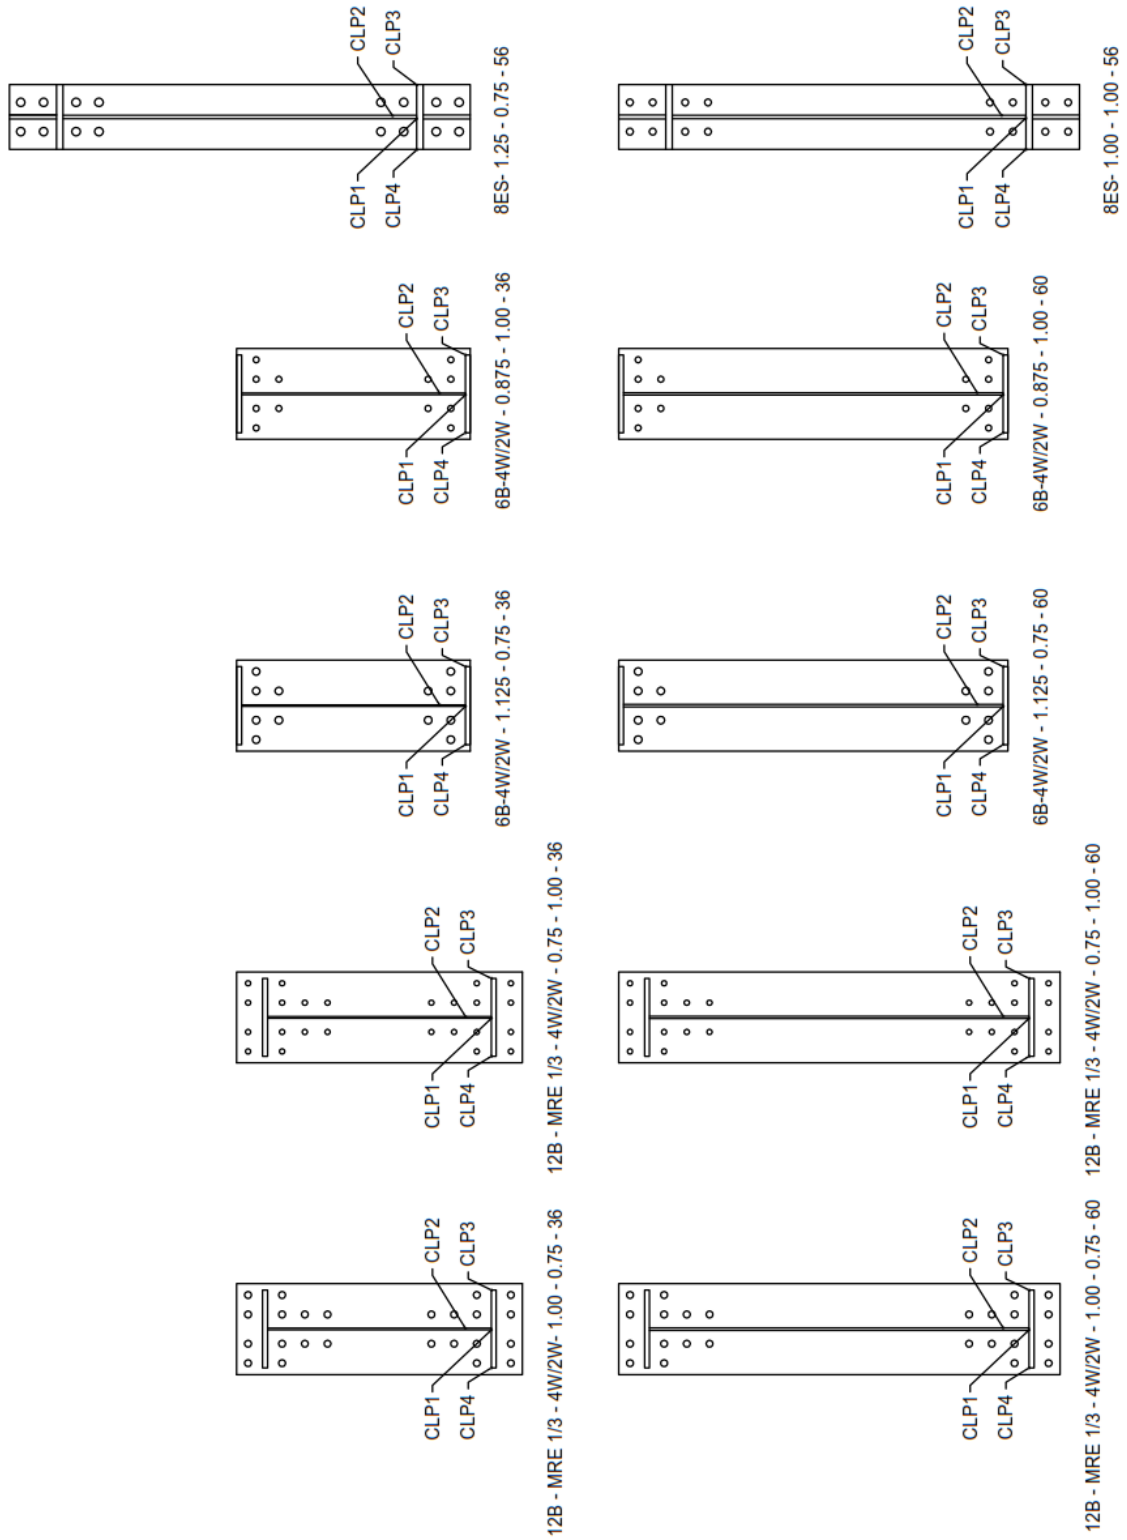 CLP2
CLP3
CLP1
CLP4
8ES- 1.25 - 0.75 - 56
CLP2
CLP3
CLP1
CLP4
8ES- 1.00 - 1.00 - 56
CLP2
CLP3
CLP1
CLP4
6B-4W/2W - 0.875 - 1.00 - 36
CLP2
CLP3
CLP1
CLP4
6B-4W/2W - 0.875 - 1.00 - 60
CLP2
CLP3
CLP1
CLP4
6B-4W/2W - 1.125 - 0.75 - 36
CLP2
CLP3
CLP1
CLP4
6B-4W/2W - 1.125 - 0.75 - 60
CLP2
CLP3
CLP1
CLP4
12B - MRE 1/3 - 4W/2W - 0.75 - 1.00 - 36
CLP2
CLP3
CLP1
CLP4
12B - MRE 1/3 - 4W/2W - 0.75 - 1.00 - 60
CLP2
CLP3
CLP1
CLP4
12B - MRE 1/3 - 4W/2W- 1.00 - 0.75 - 36
CLP2
CLP3
CLP1
CLP4
12B - MRE 1/3 - 4W/2W - 1.00 - 0.75 - 60